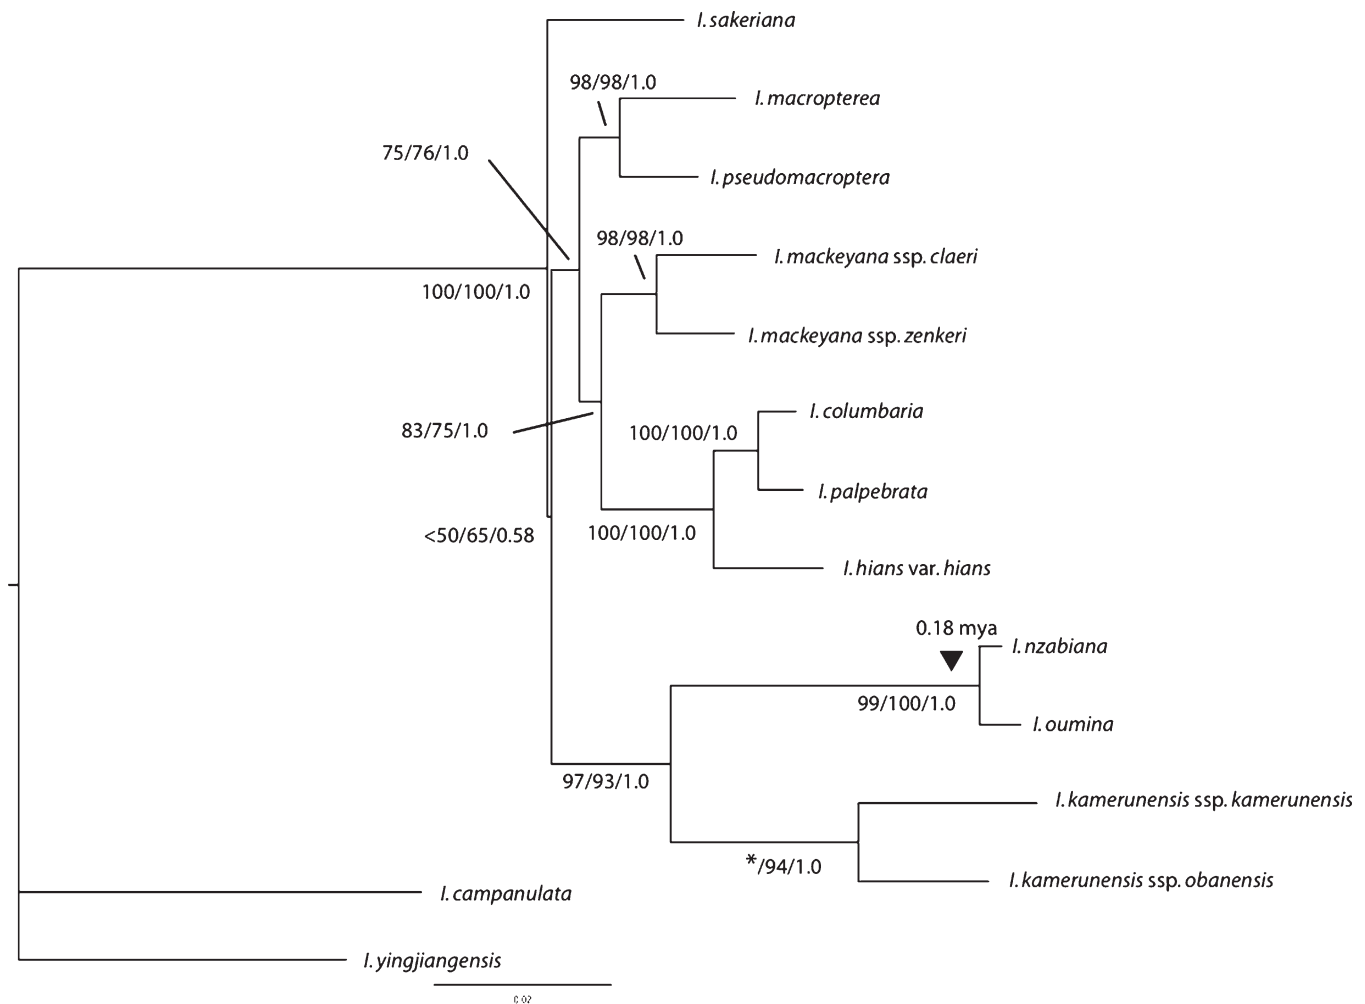 I. sakeriana
98/98/1.0
I. macropterea
75/76/1.0
I. pseudomacroptera
98/98/1.0
I. mackeyana ssp. claeri
100/100/1.0
I. mackeyana ssp. zenkeri
I. columbaria
83/75/1.0
100/100/1.0
I. palpebrata
<50/65/0.58
100/100/1.0
I. hians var. hians
0.18 mya
I. nzabiana
99/100/1.0
I. oumina
97/93/1.0
I. kamerunensis ssp. kamerunensis
*/94/1.0
I. kamerunensis ssp. obanensis
I. campanulata
I. yingjiangensis
0.02